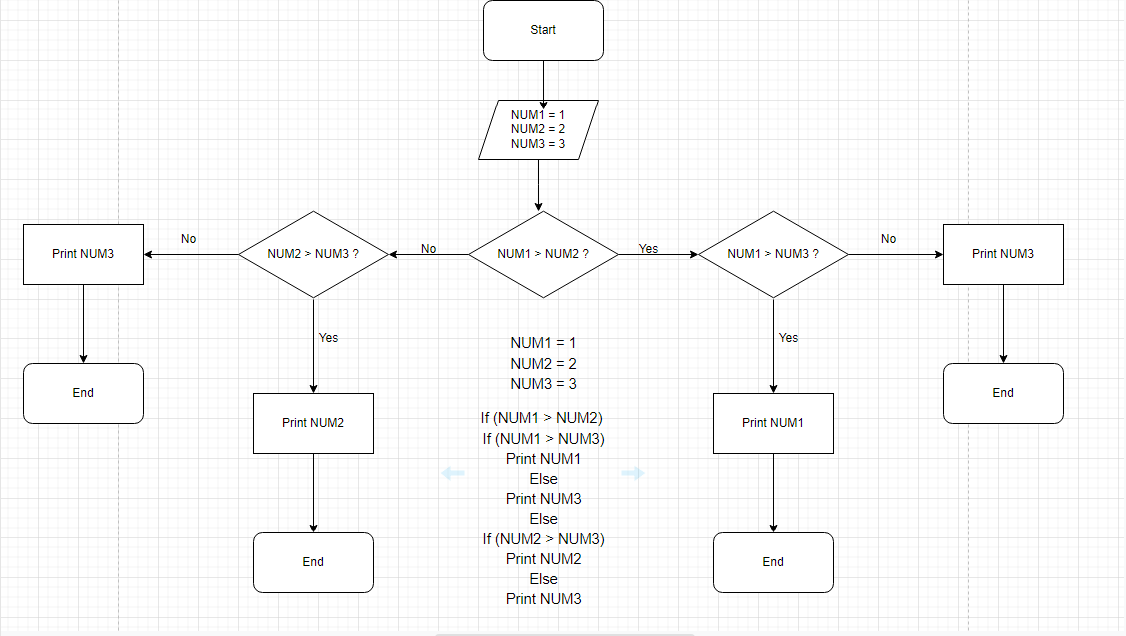 Start
NUM1 = 1
NUM2 = 2
NUM3 = 3
Print NUM3
No
NUM2 > NUM3 ?
No
NUM1 > NUM2 ?
Yes
NUM1 > NUM3 ?
No
Print NUM3
Yes
Yes
NUM1 = 1
NUM2 = 2
NUM3 = 3
End
End
Print NUM2
Print NUM1
If (NUM1 > NUM2)
If (NUM1 > NUM3)
Print NUM1
Else
Print NUM3
Else
If (NUM2 > NUM3)
Print NUM2
Else
Print NUM3
End
End